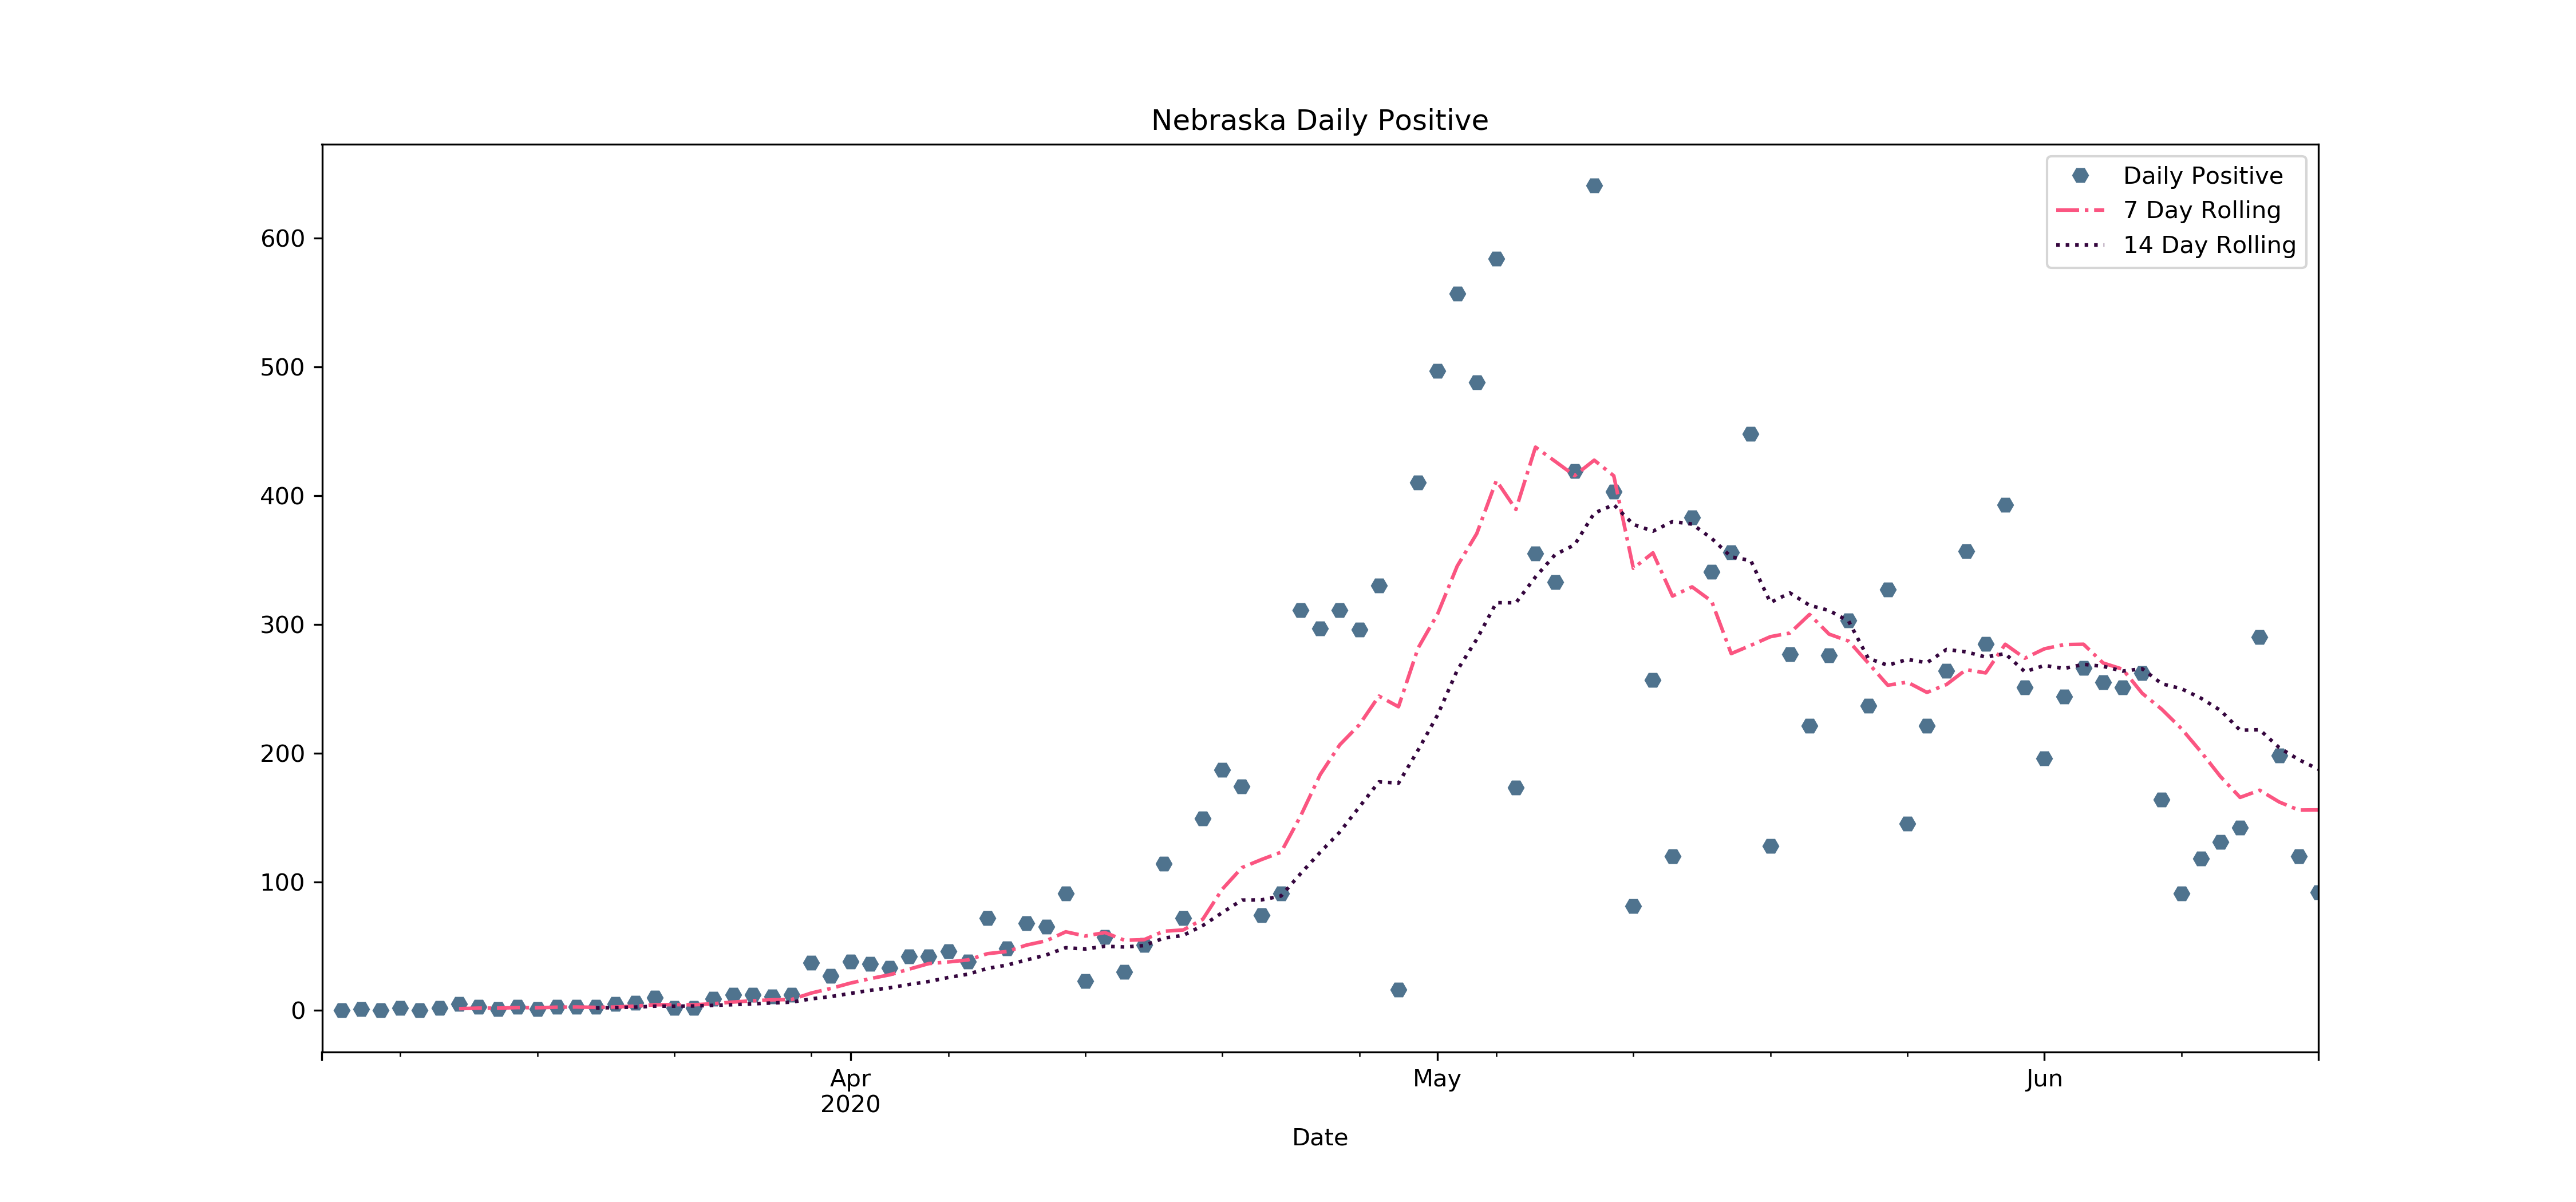 Nebraska Daily Positive
Daily Positive
7 Day Rolling
14 Day Rolling
600
500
400
300
200
100
0
Apr
2020
May
Jun
Date